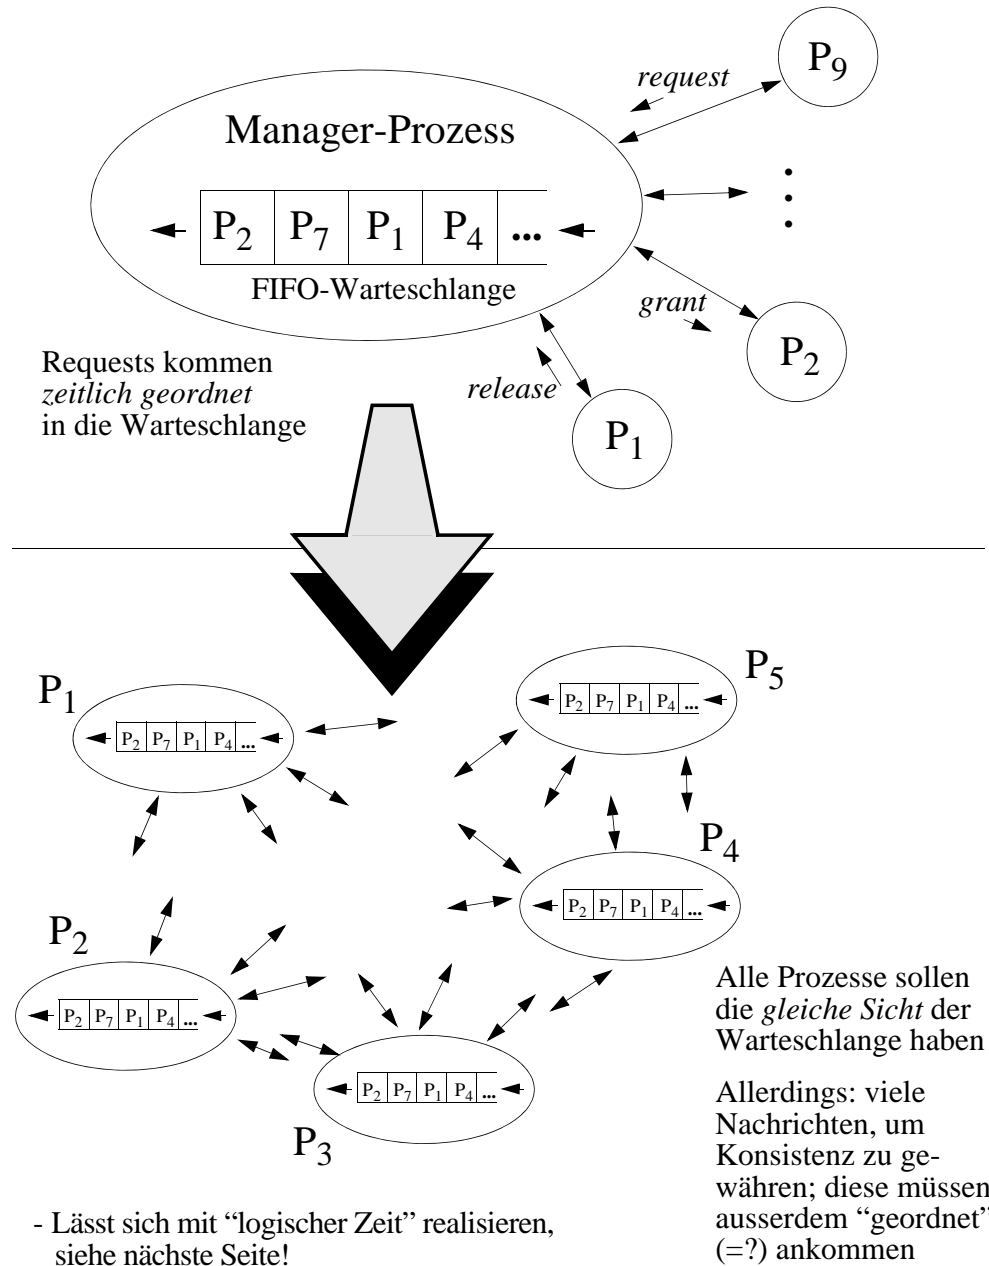 P9
request
Manager-Prozess
P2 P7 P1 P4 ...
FIFO-Warteschlange
grant
P2
Requests kommen
zeitlich geordnet
in die Warteschlange
release
P1
P1
P2 P7 P1 P4 ...
P5
P2 P7 P1 P4 ...
P4
P2 P7 P1 P4 ...
P2
P2 P7 P1 P4 ...
P3
P2 P7 P1 P4 ...
Alle Prozesse sollen
die gleiche Sicht der
Warteschlange haben
Allerdings: viele
Nachrichten, um
Konsistenz zu ge-
währen; diese müssen
ausserdem “geordnet”
(=?) ankommen
- Lässt sich mit “logischer Zeit” realisieren,
siehe nächste Seite!